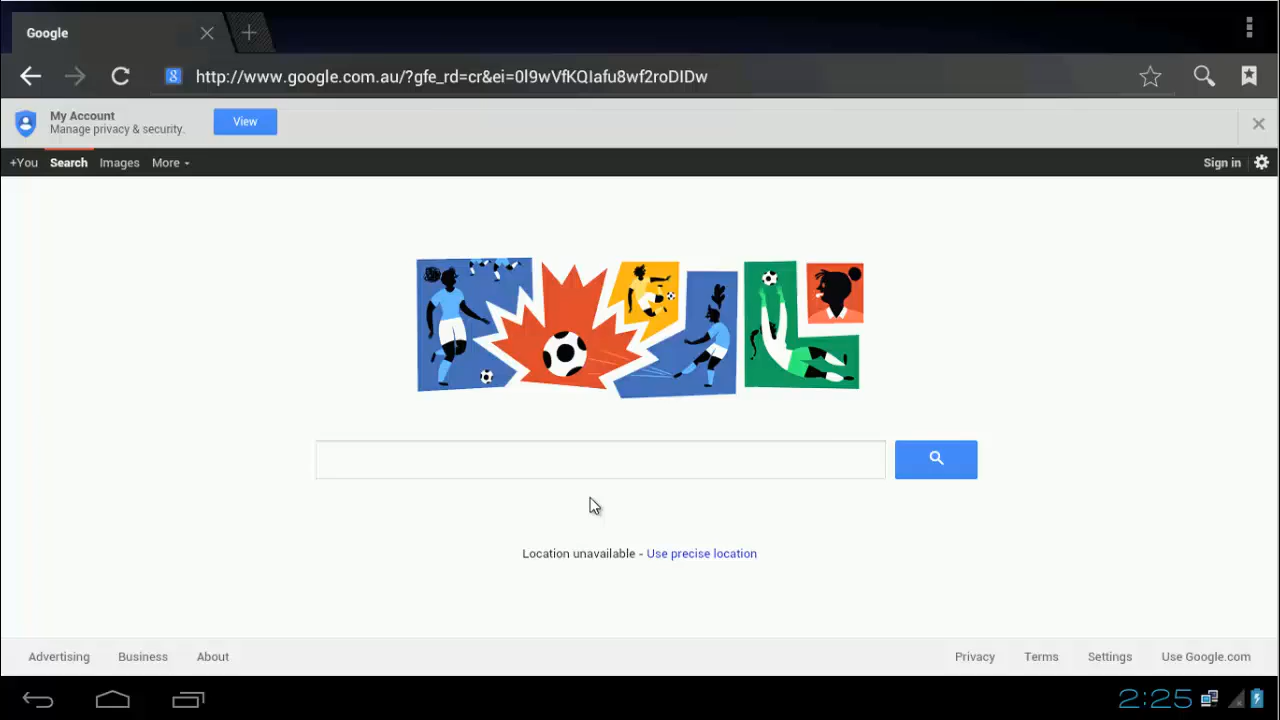 Google
http://www.google.com.au/?gfe_rd=cr&ei=0l9wVfKQIafu8wf2roDIDw
My Account
Manage privacy & security.
View
+You Search Images More
Sign in
Location unavailable - Use precise location
Advertising Business About
Privacy Terms Settings Use Google.com
2:25